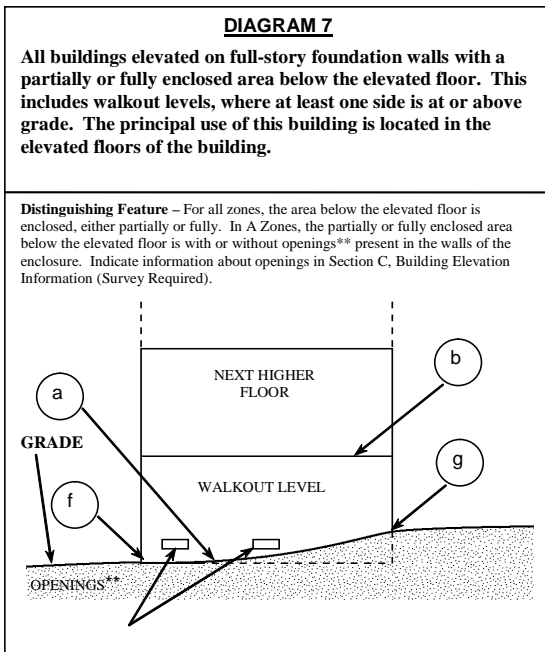 DIAGRAM 7
All buildings elevated on full-story foundation walls with a
partially or fully enclosed area below the elevated floor.  This
includes walkout levels, where at least one side is at or above
grade.  The principal use of this building is located in the
elevated floors of the building.
Distinguishing Feature – For all zones, the area below the elevated floor is
enclosed, either partially or fully.  In A Zones, the partially or fully enclosed area
below the elevated floor is with or without openings** present in the walls of the
enclosure.  Indicate information about openings in Section C, Building Elevation
Information (Survey Required).
NEXT HIGHER
FLOOR
b
a
GRADE
g
WALKOUT LEVEL
f
OPENINGS**